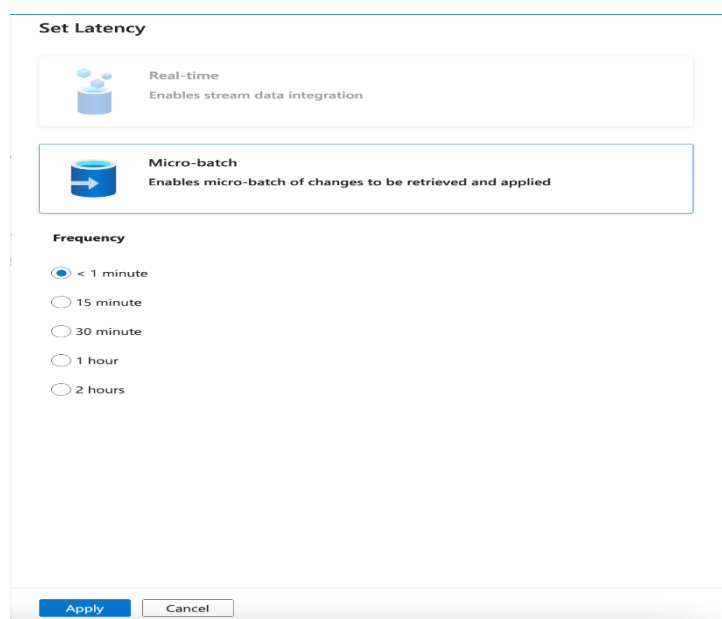 Set Latency
Real-time
Enables stream data integration
Micro-batch
Enables micro-batch of changes to be retrieved and applied
Frequency
< 1 minute
15 minute
30 minute
1 hour
2 hours
Apply Cancel